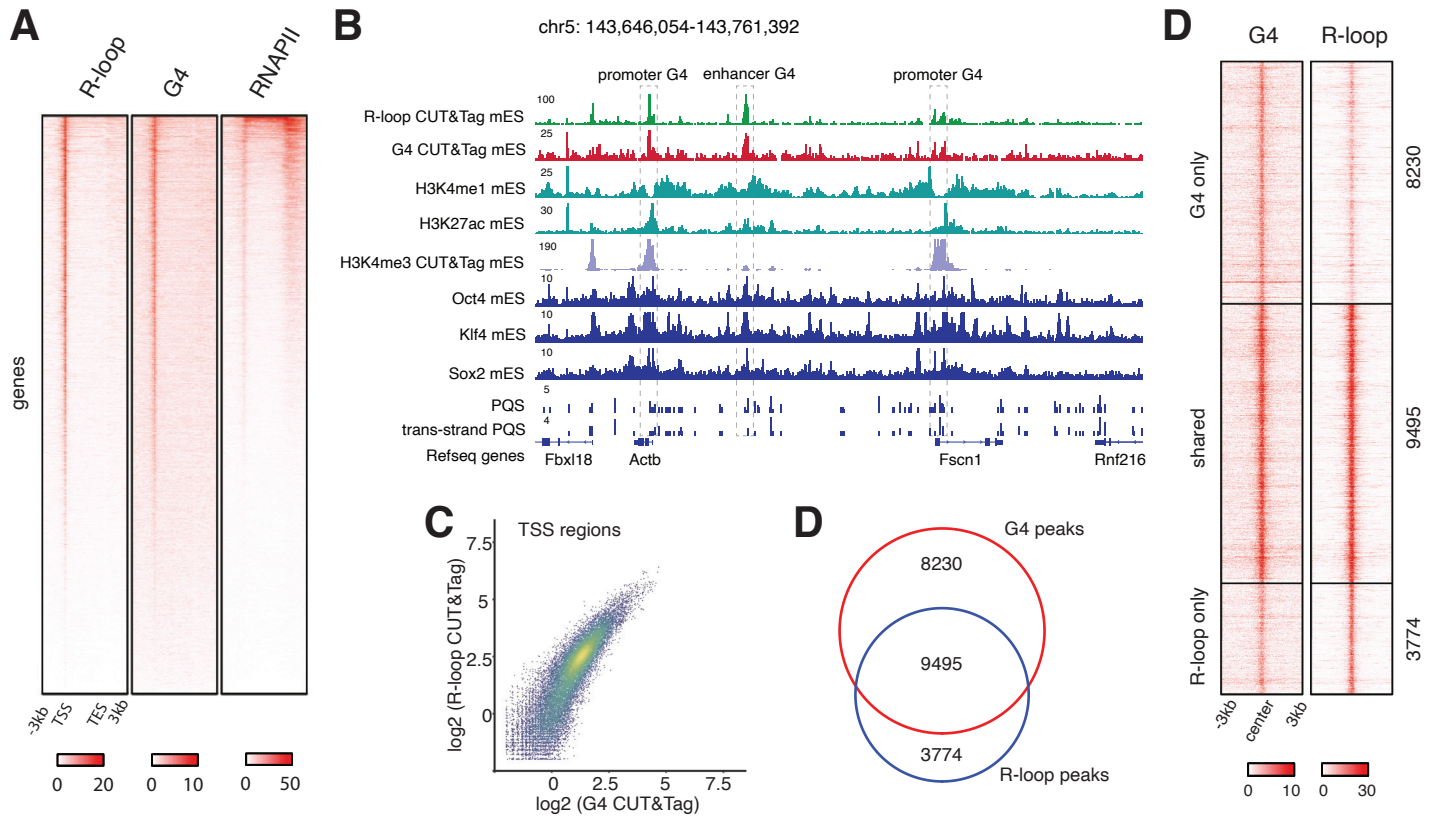 A
R-loop
G4
RNAPII
genes
-3kb
TSS
TES
3kb
0 20
0 10
0 50
B
chr5: 143,646,054-143,761,392
promoter G4 enhancer G4 promoter G4
R-loop CUT&Tag mES 100
G4 CUT&Tag mES 25
H3K4me1 mES 25
H3K27ac mES 30
H3K4me3 CUT&Tag mES 190
Oct4 mES 10
Klf4 mES 10
Sox2 mES 10
PQS 5
trans-strand PQS 4
Refseq genes
Fbxl18 Actb Fscn1 Rnf216
C
TSS regions
log2 (R-loop CUT&Tag)
7.5
5
2.5
0
0 2.5 5 7.5
log2 (G4 CUT&Tag)
D
G4 peaks
8230
9495
3774
R-loop peaks
D
G4 R-loop
G4 only
8230
shared
9495
R-loop only
3774
-3kb
center
3kb
0 10
0 30